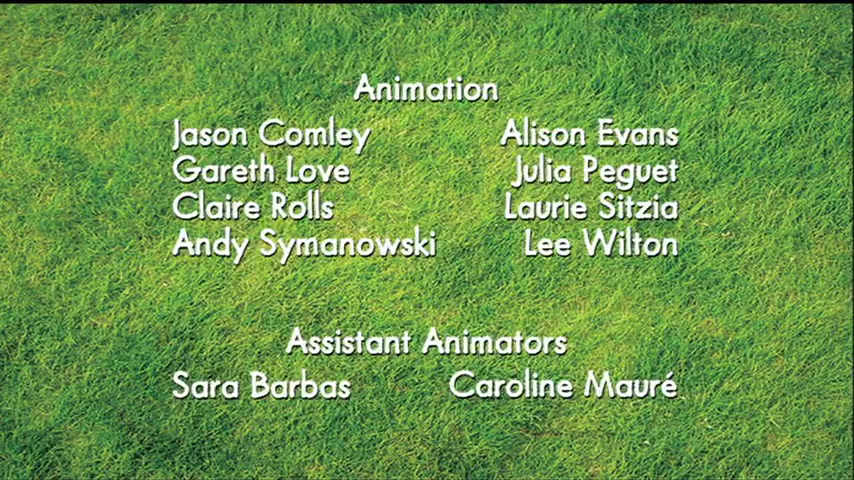 Animation
Jason Comley Alison Evans
Gareth Love Julia Peguet
Claire Rolls Laurie Sitzia
Andy Symanowski Lee Wilton
Assistant Animators
Sara Barbas Caroline Mauré